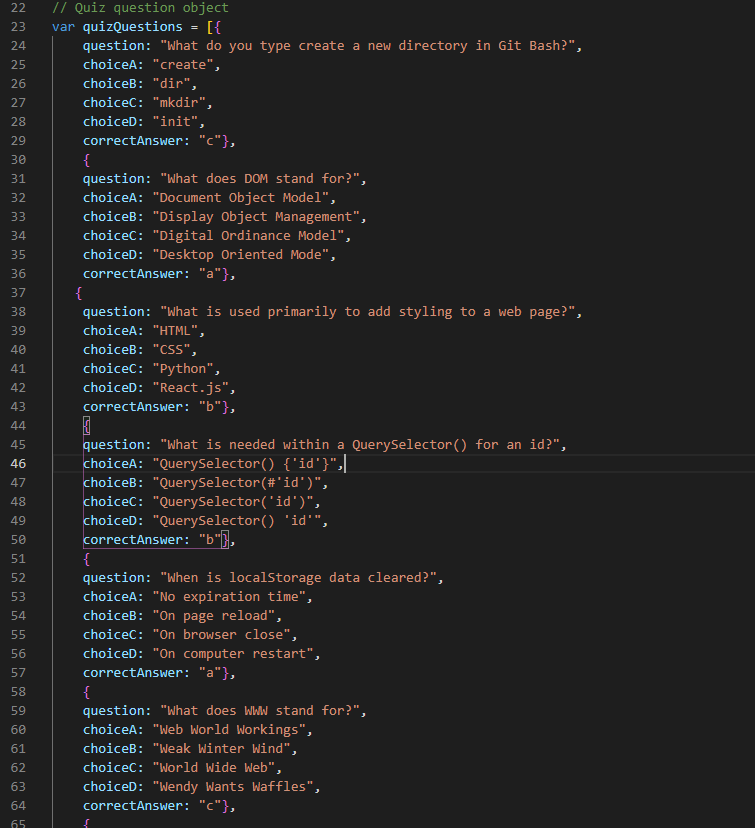 22 // Quiz question object
23 var quizQuestions = [{
24 question: "What do you type create a new directory in Git Bash?",
25 choiceA: "create",
26 choiceB: "dir",
27 choiceC: "mkdir",
28 choiceD: "init",
29 correctAnswer: "c"},
30 {
31 question: "What does DOM stand for?",
32 choiceA: "Document Object Model",
33 choiceB: "Display Object Management",
34 choiceC: "Digital Ordinance Model",
35 choiceD: "Desktop Oriented Mode",
36 correctAnswer: "a"},
37 {
38 question: "What is used primarily to add styling to a web page?",
39 choiceA: "HTML",
40 choiceB: "CSS",
41 choiceC: "Python",
42 choiceD: "React.js",
43 correctAnswer: "b"},
44 {
45 question: "What is needed within a QuerySelector() for an id?",
46 choiceA: "QuerySelector() {'id'}",
47 choiceB: "QuerySelector(#'id')",
48 choiceC: "QuerySelector('id')",
49 choiceD: "QuerySelector() 'id'",
50 correctAnswer: "b"},
51 {
52 question: "When is localStorage data cleared?",
53 choiceA: "No expiration time",
54 choiceB: "On page reload",
55 choiceC: "On browser close",
56 choiceD: "On computer restart",
57 correctAnswer: "a"},
58 {
59 question: "What does WWW stand for?",
60 choiceA: "Web World Workings",
61 choiceB: "Weak Winter Wind",
62 choiceC: "World Wide Web",
63 choiceD: "Wendy Wants Waffles",
64 correctAnswer: "c"},
65 {